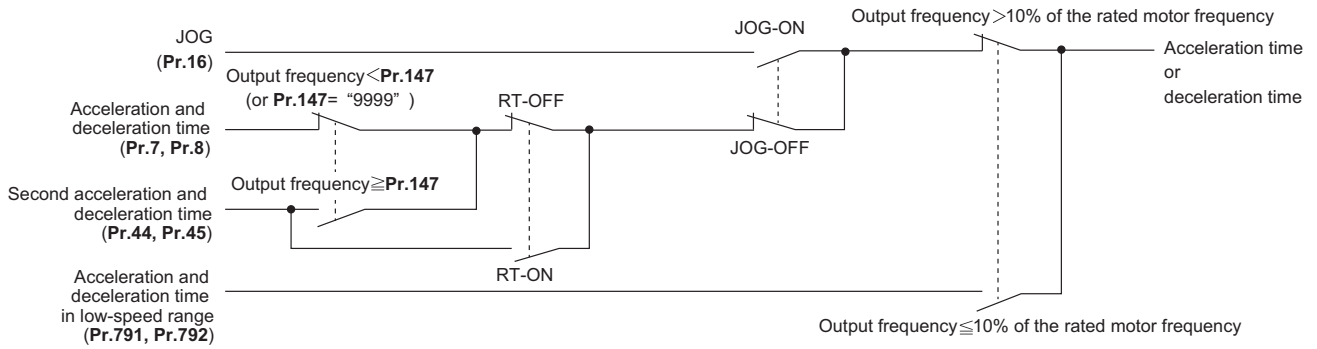 Output frequency>10% of the rated motor frequency
JOG-ON
JOG
(Pr.16)
Acceleration time
or
deceleration time
Output frequency<Pr.147
(or Pr.147= “9999” )
RT-OFF
Acceleration and
deceleration time
(Pr.7, Pr.8)
JOG-OFF
Output frequency≧Pr.147
Second acceleration and
deceleration time
(Pr.44, Pr.45)
RT-ON
Acceleration and
deceleration time
in low-speed range
(Pr.791, Pr.792)
Output frequency≦10% of the rated motor frequency